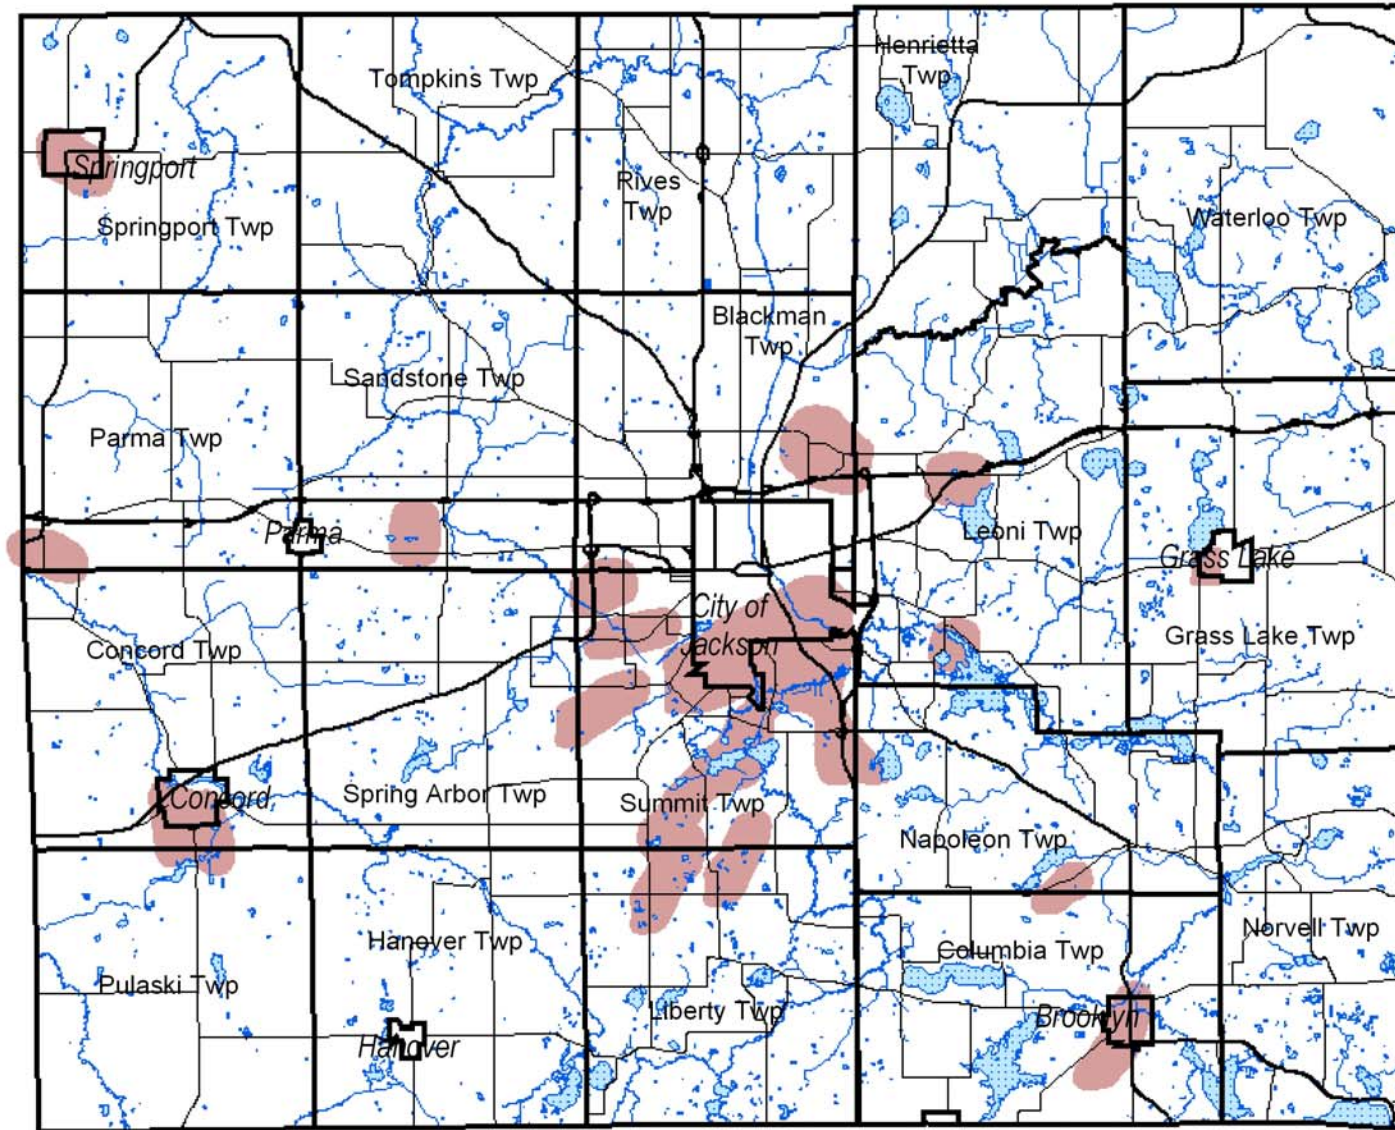 Henrietta
Twp
Tompkins Twp
Springport
Rives
Twp
Springport Twp
Waterloo Twp
Blackman
Twp
Sandstone Twp
Parma Twp
Parma
Leoni Twp
Grass Lake
City of
Jackson
Concord Twp
Grass Lake Twp
Concord
Spring Arbor Twp
Summit Twp
Napoleon Twp
Hanover Twp
Columbia Twp
Norvell Twp
Pulaski Twp
Liberty Twp
Brooklyn
Hanover